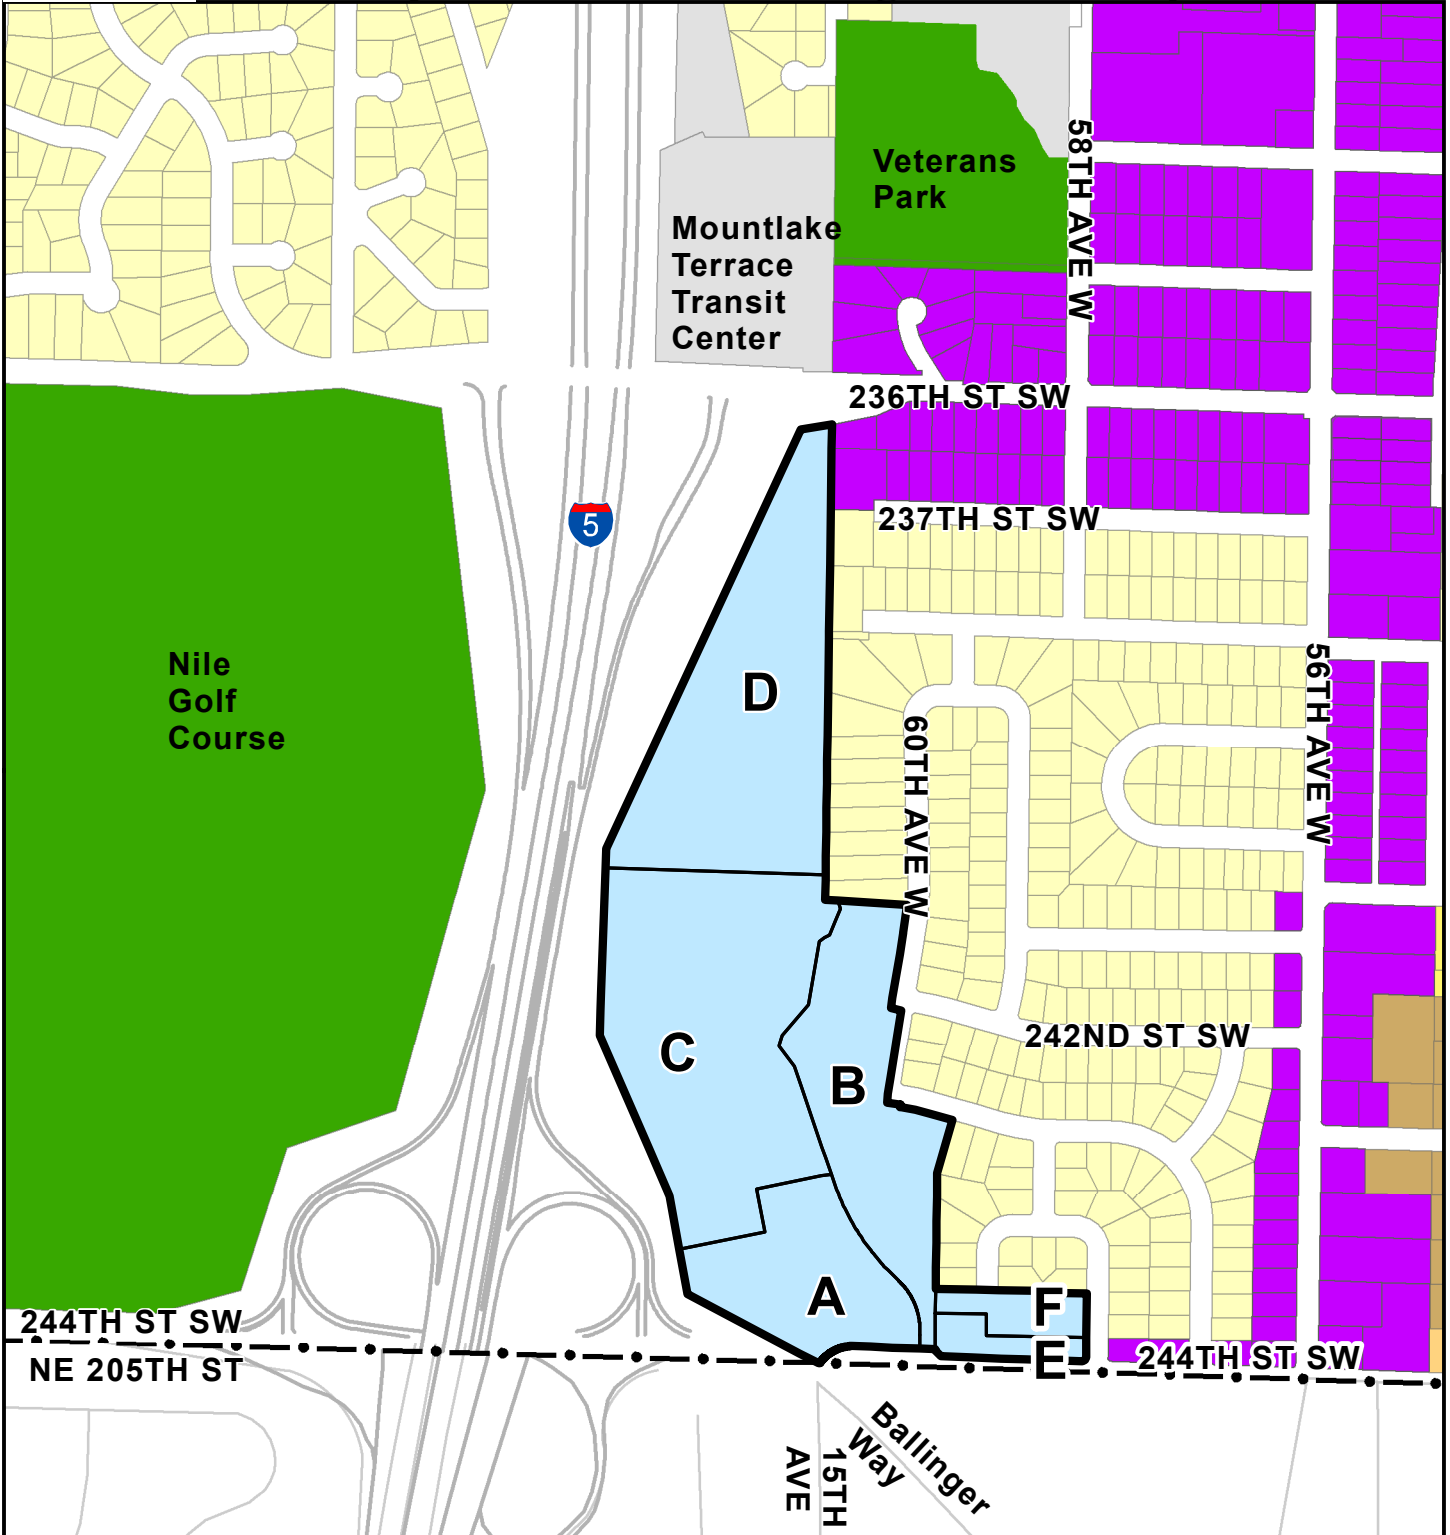 Veterans
Park
58TH AVE W
Mountlake
Terrace
Transit
Center
236TH ST SW
5
237TH ST SW
Nile
Golf
Course
D
56TH AVE W
60TH AVE W
C
242ND ST SW
B
A
F
E
244TH ST SW
244TH ST SW
NE 205TH ST
Ballinger
Way
15TH
AVE